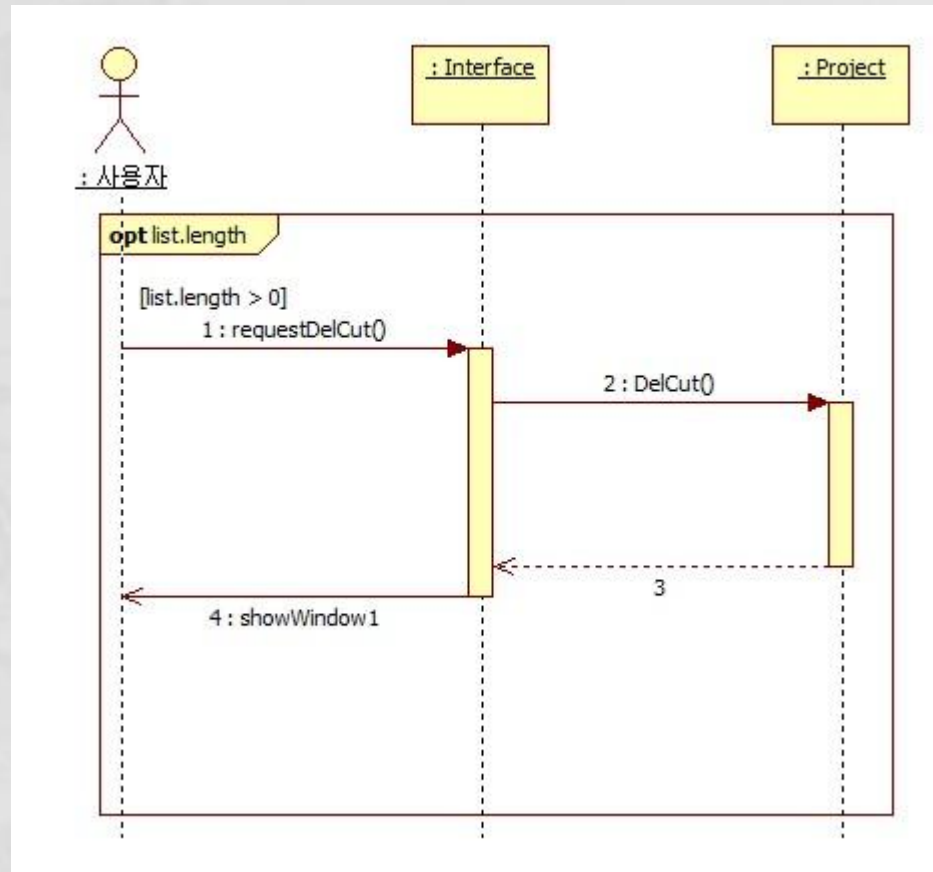 : Interface
: Project
: 사용자
opt list.length
[list.length > 0]
1 : requestDelCut()
2 : DelCut()
3
4 : showWindow1